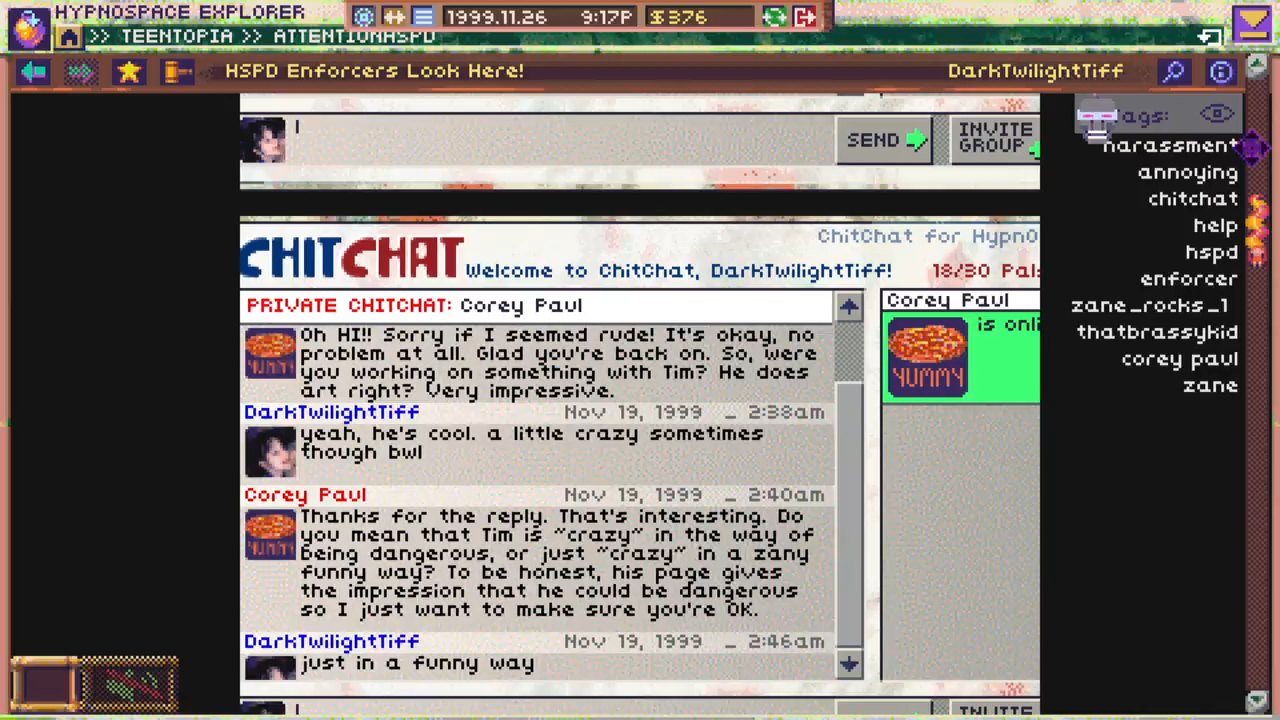 HYPNOSPACE EXPLORER
1999.11.26 9:17P 376
>> TEENTOPIA >> ATTENTIONHSPD
HSPD Enforcers Look Here!
DarkTwilightTiff
SEND
INVITE
GROUP
ags:
harassment
annoying
chitchat
help
hspd
enforcer
zane_rocks_1
thatbrassykid
corey paul
zane
CHITCHAT
ChitChat for Hypno
Welcome to ChitChat, DarkTwilightTiff!
18/30 Pals
PRIVATE CHITCHAT: Corey Paul
Corey Paul
is onli
YUMMY
Oh HI!! Sorry if I seemed rude! It's okay, no
problem at all. Glad you're back on. So, were
you working on something with Tim? He does
art right? Very impressive.
YUMMY
DarkTwilightTiff Nov 19, 1999 _ 2:38am
yeah, he's cool. a little crazy sometimes
though bwl
Corey Paul Nov 19, 1999 _ 2:40am
Thanks for the reply. That's interesting. Do
you mean that Tim is "crazy" in the way of
being dangerous, or just "crazy" in a zany
funny way? To be honest, his page gives
the impression that he could be dangerous
so I just want to make sure you're OK.
YUMMY
DarkTwilightTiff Nov 19, 1999 _ 2:46am
just in a funny way